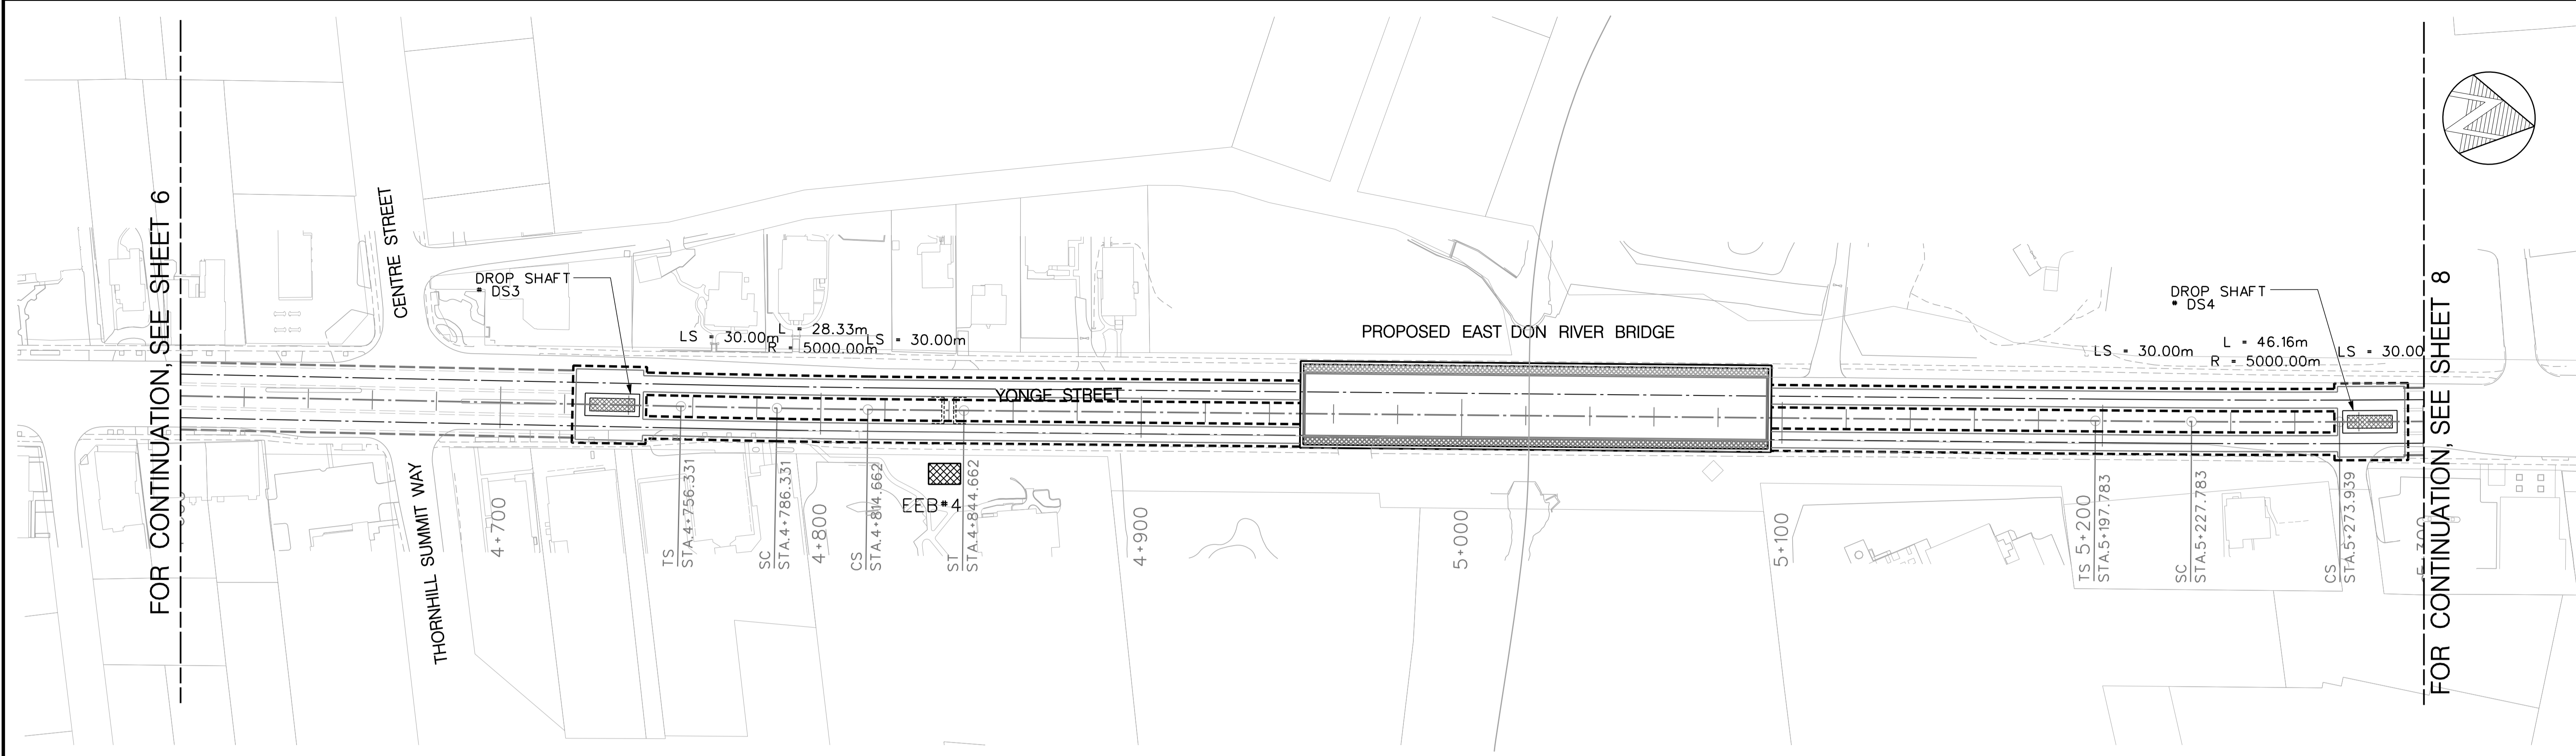 FOR CONTINUATION, SEE SHEET 6
CENTRE STREET
THORNHILL SUMMIT WAY
DROP SHAFT
# DS3
LS = 30.00m
L = 28.33m
R = 5000.00m
LS = 30.00m
YONGE STREET
PROPOSED EAST DON RIVER BRIDGE
DROP SHAFT
# DS4
LS = 30.00m
L = 46.16m
R = 5000.00m
LS = 30.00
EEB#4
4+700
TS
STA.4+756.331
SC
STA.4+786.331
4+800
CS
STA.4+814.662
ST
STA.4+844.662
4+900
5+000
5+100
TS 5+200
STA.5+197.783
SC
STA.5+227.783
CS
STA.5+273.939
5+300
FOR CONTINUATION, SEE SHEET 8